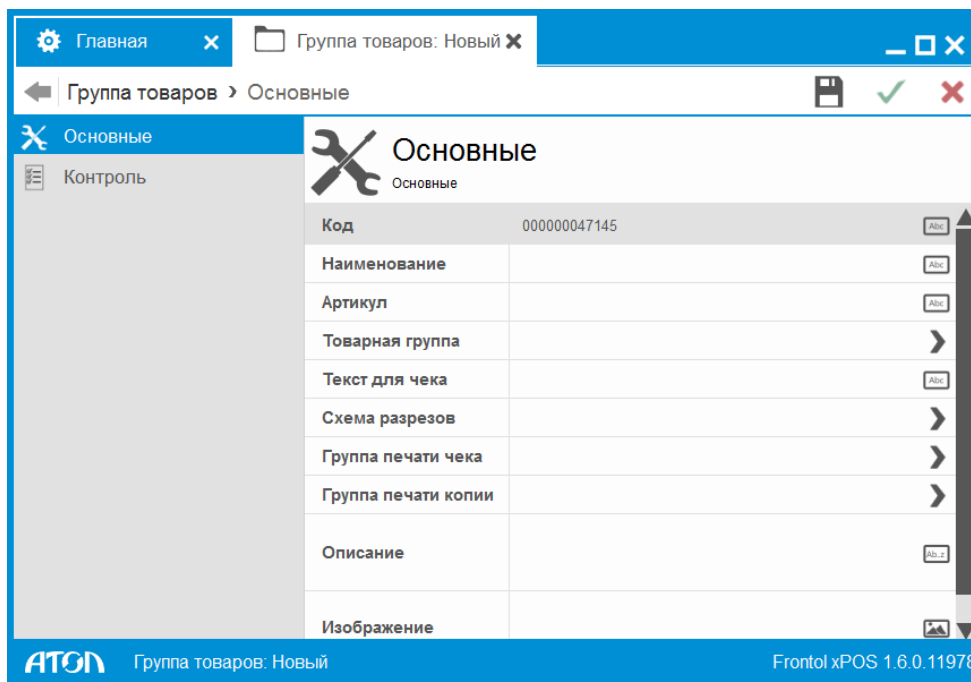 Главная
Группа товаров: Новый
Группа товаров › Основные
Основные
Контроль
Основные
Основные
Код 000000047145 Abc
Наименование Abc
Артикул Abc
Товарная группа
Текст для чека Abc
Схема разрезов
Группа печати чека
Группа печати копии
Описание Ab..z
Изображение
ATOL Группа товаров: Новый Frontol xPOS 1.6.0.11978